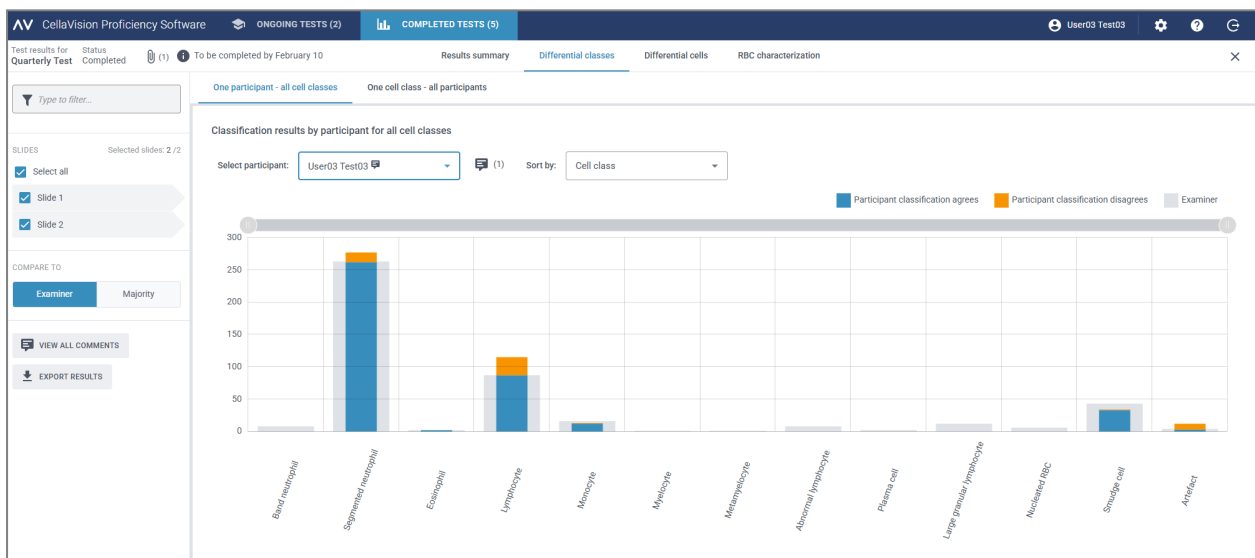 CellaVision Proficiency Software ONGOING TESTS (2) COMPLETED TESTS (5) User03 Test03
Test results for Status
Quarterly Test Completed (1) To be completed by February 10 Results summary Differential classes Differential cells RBC characterization
Type to filter...
One participant - all cell classes One cell class - all participants
Classification results by participant for all cell classes
SLIDES Selected slides: 2 /2
Select all
Slide 1
Slide 2
Select participant: User03 Test03 (1) Sort by: Cell class
Participant classification agrees Participant classification disagrees Examiner
COMPARE TO
Examiner Majority
VIEW ALL COMMENTS
EXPORT RESULTS
300
250
200
150
100
50
0
Band neutrophil
Segmented neutrophil
Eosinophil
Lymphocyte
Monocyte
Myelocyte
Metamyelocyte
Abnormal lymphocyte
Plasma cell
Large granular lymphocyte
Nucleated RBC
Smudge cell
Artefact